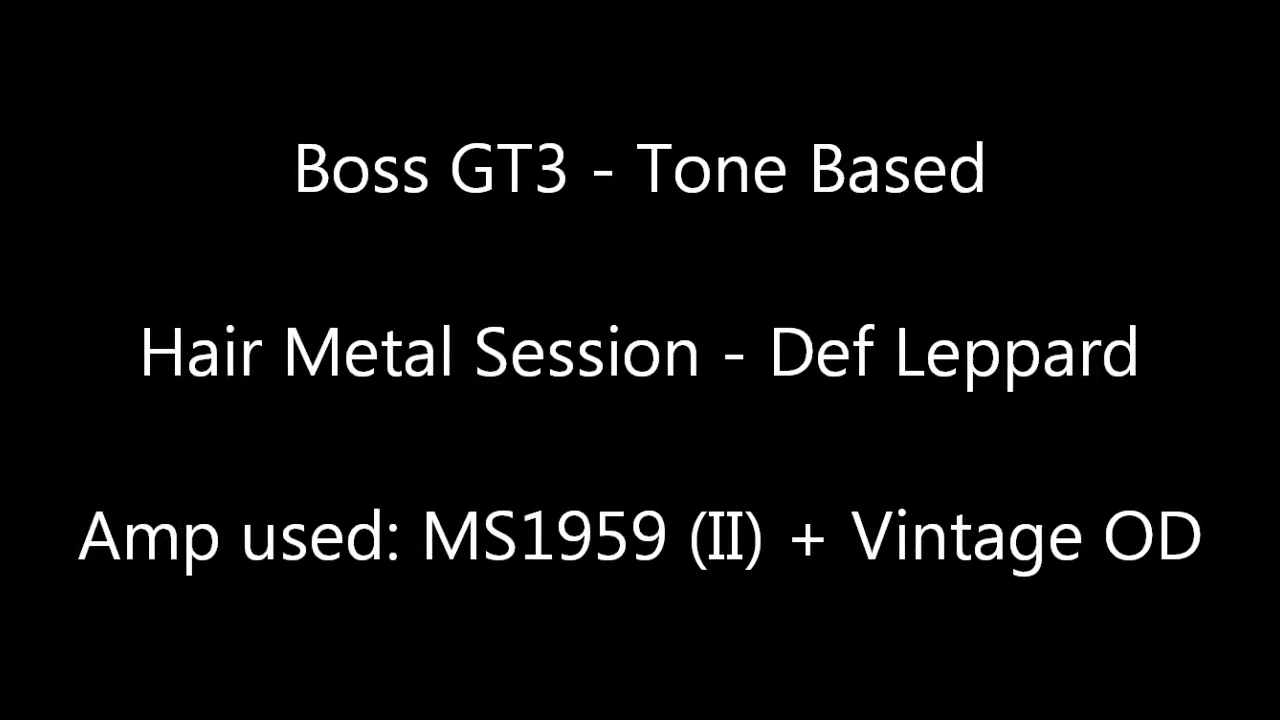 Boss GT3 - Tone Based
Hair Metal Session - Def Leppard
Amp used: MS1959 (II) + Vintage OD